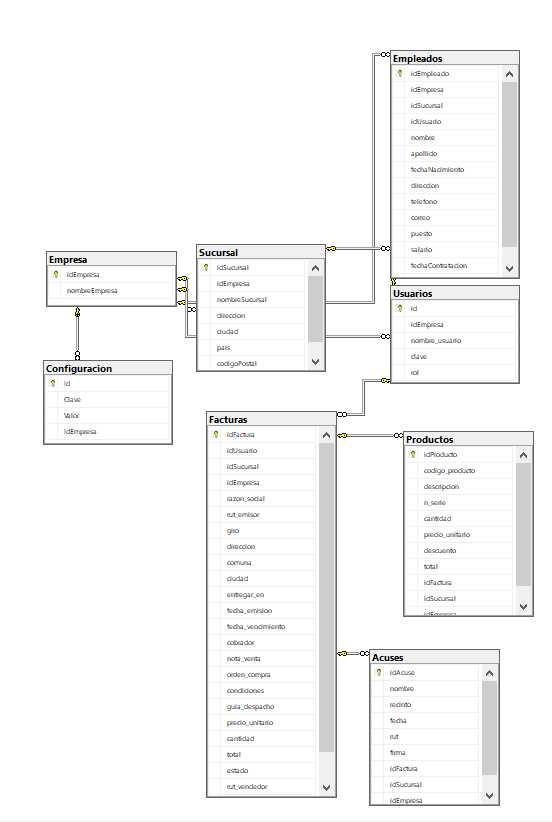 Empleados
idEmpleado
idEmpresa
idSucursal
idUsuario
nombre
apellido
fechaNacimiento
direccion
telefono
correo
puesto
salario
fechaContratacion
Sucursal
idSucursal
idEmpresa
nombreSucursal
direccion
ciudad
pais
codigoPostal
Empresa
idEmpresa
nombreEmpresa
Usuarios
id
idEmpresa
nombre_usuario
clave
rol
Configuracion
Id
Clave
Valor
idEmpresa
Facturas
idFactura
idUsuario
idSucursal
idEmpresa
razon_social
rut_emisor
giro
direccion
comuna
ciudad
entregar_en
fecha_emision
fecha_vencimiento
cobrador
nota_venta
orden_compra
condiciones
guia_despacho
precio_unitario
cantidad
total
estado
rut_vendedor
Productos
idProducto
codigo_producto
descripcion
n_serie
cantidad
precio_unitario
descuento
total
idFactura
idSucursal
idEmpresa
Acuses
idAcuse
nombre
recinto
fecha
rut
firma
idFactura
idSucursal
idEmpresa